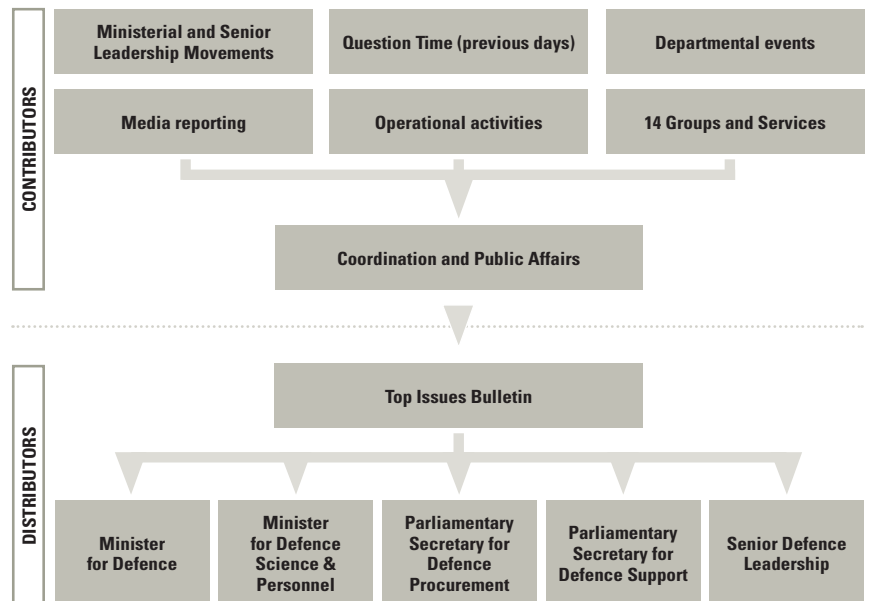 CONTRIBUTORS
Ministerial and Senior
Leadership Movements
Question Time (previous days)
Departmental events
Media reporting
Operational activities
14 Groups and Services
Coordination and Public Affairs
DISTRIBUTORS
Top Issues Bulletin
Minister
for Defence
Minister
for Defence
Science &
Personnel
Parliamentary
Secretary for
Defence
Procurement
Parliamentary
Secretary for
Defence Support
Senior Defence
Leadership